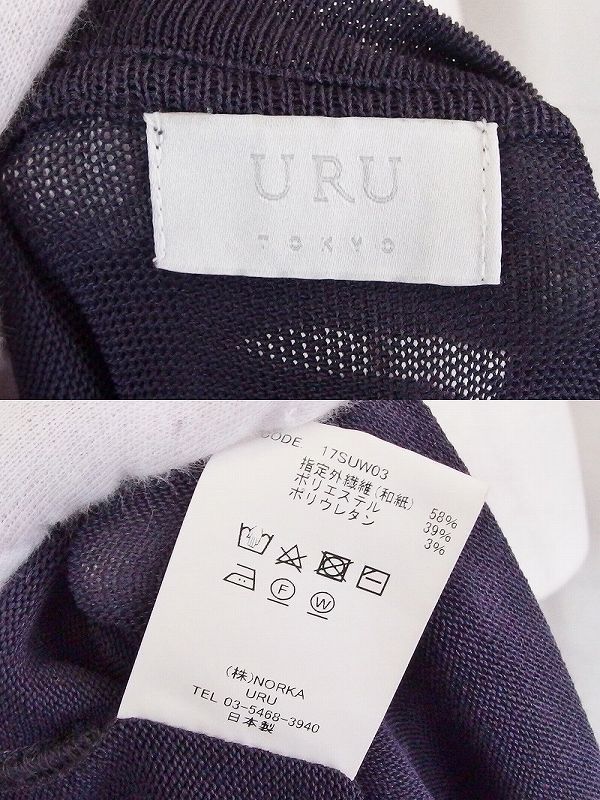 URU
TOKYO
CODE. 17SUW03
指定外繊維(和紙) 58%
ポリエステル 39%
ポリウレタン 3%
F
W
(株)NORKA
URU
TEL 03-5468-3940
日本製